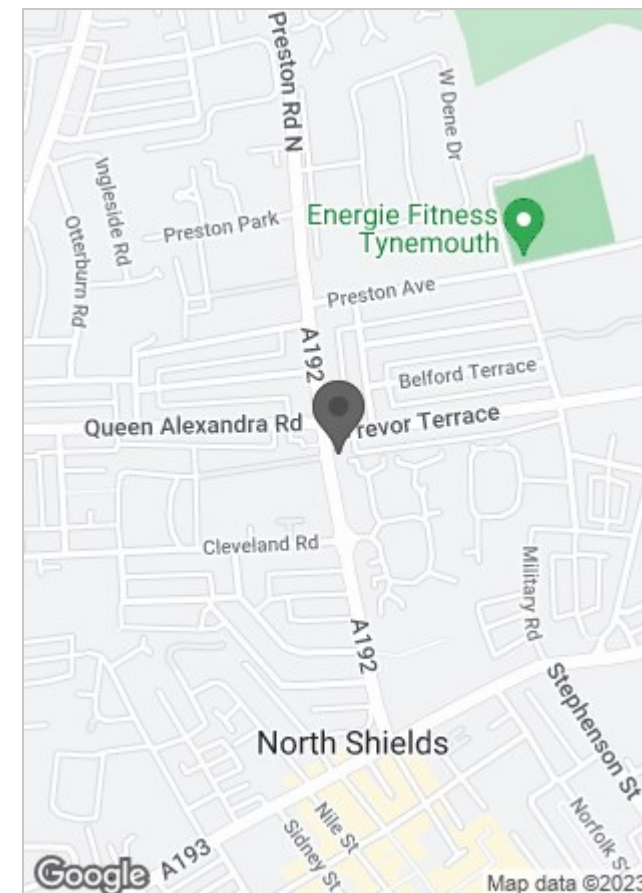 Preston Rd N
W Dene Dr
Ingleside Rd
Otterburn Rd
Preston Park
Energie Fitness
Tynemouth
Preston Ave
A192
Belford Terrace
Queen Alexandra Rd
Trevor Terrace
Cleveland Rd
Military Rd
A192
Stephenson St
North Shields
Nile St
Sidney St
Norfolk S
A193
Google
Map data ©2023